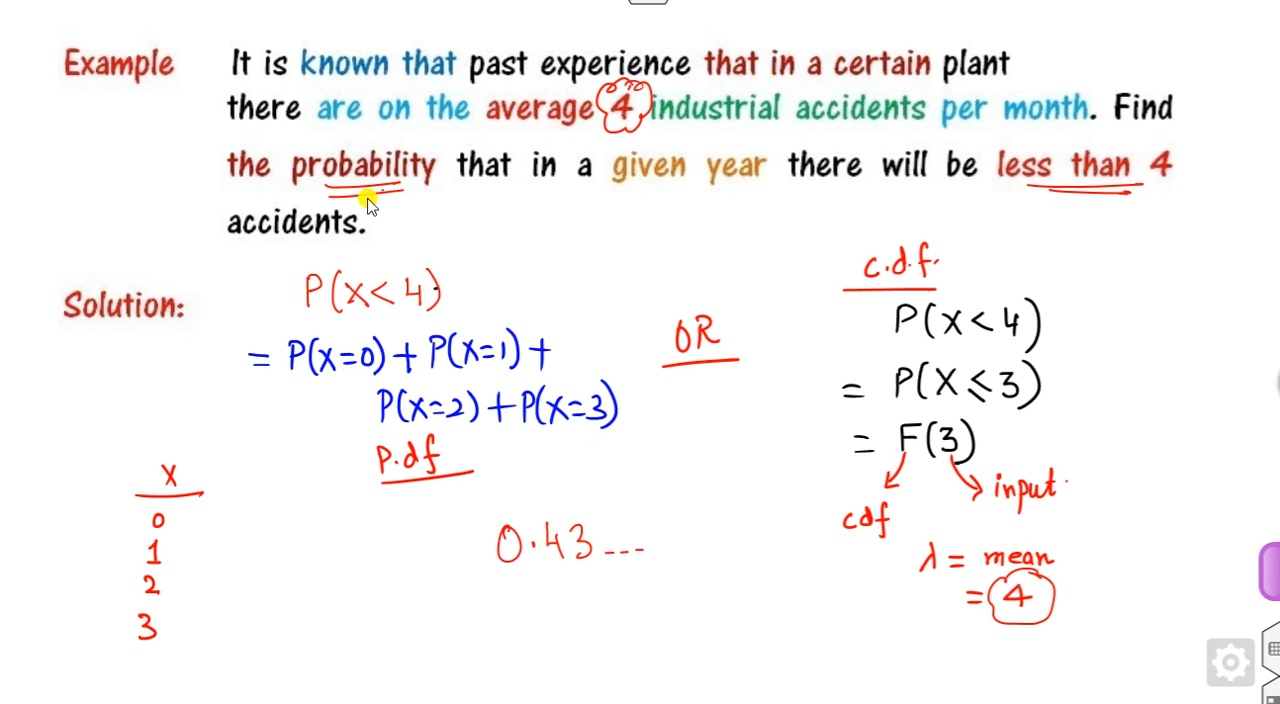 Example It is known that past experience that in a certain plant
there are on the average 4 industrial accidents per month. Find
the probability that in a given year there will be less than 4
accidents.
Solution:
P(X<4)
= P(X=0) + P(X=1) +
P(X=2) + P(X=3)
P.df
X
0
1
2
3
0.43 ---
OR
c.d.f.
P(X<4)
= P(X⩽3)
= F(3)
cdf
input.
λ = mean
= 4